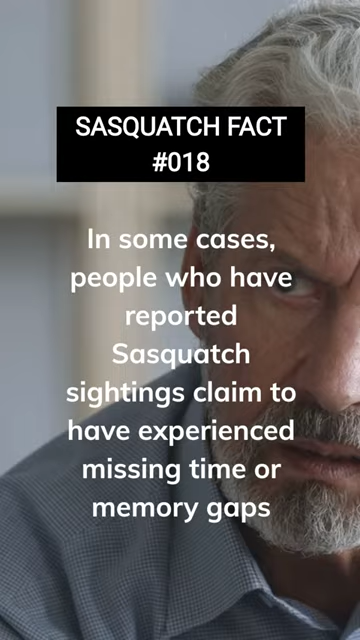 SASQUATCH FACT
#018
In some cases,
people who have
reported
Sasquatch
sightings claim to
have experienced
missing time or
memory gaps